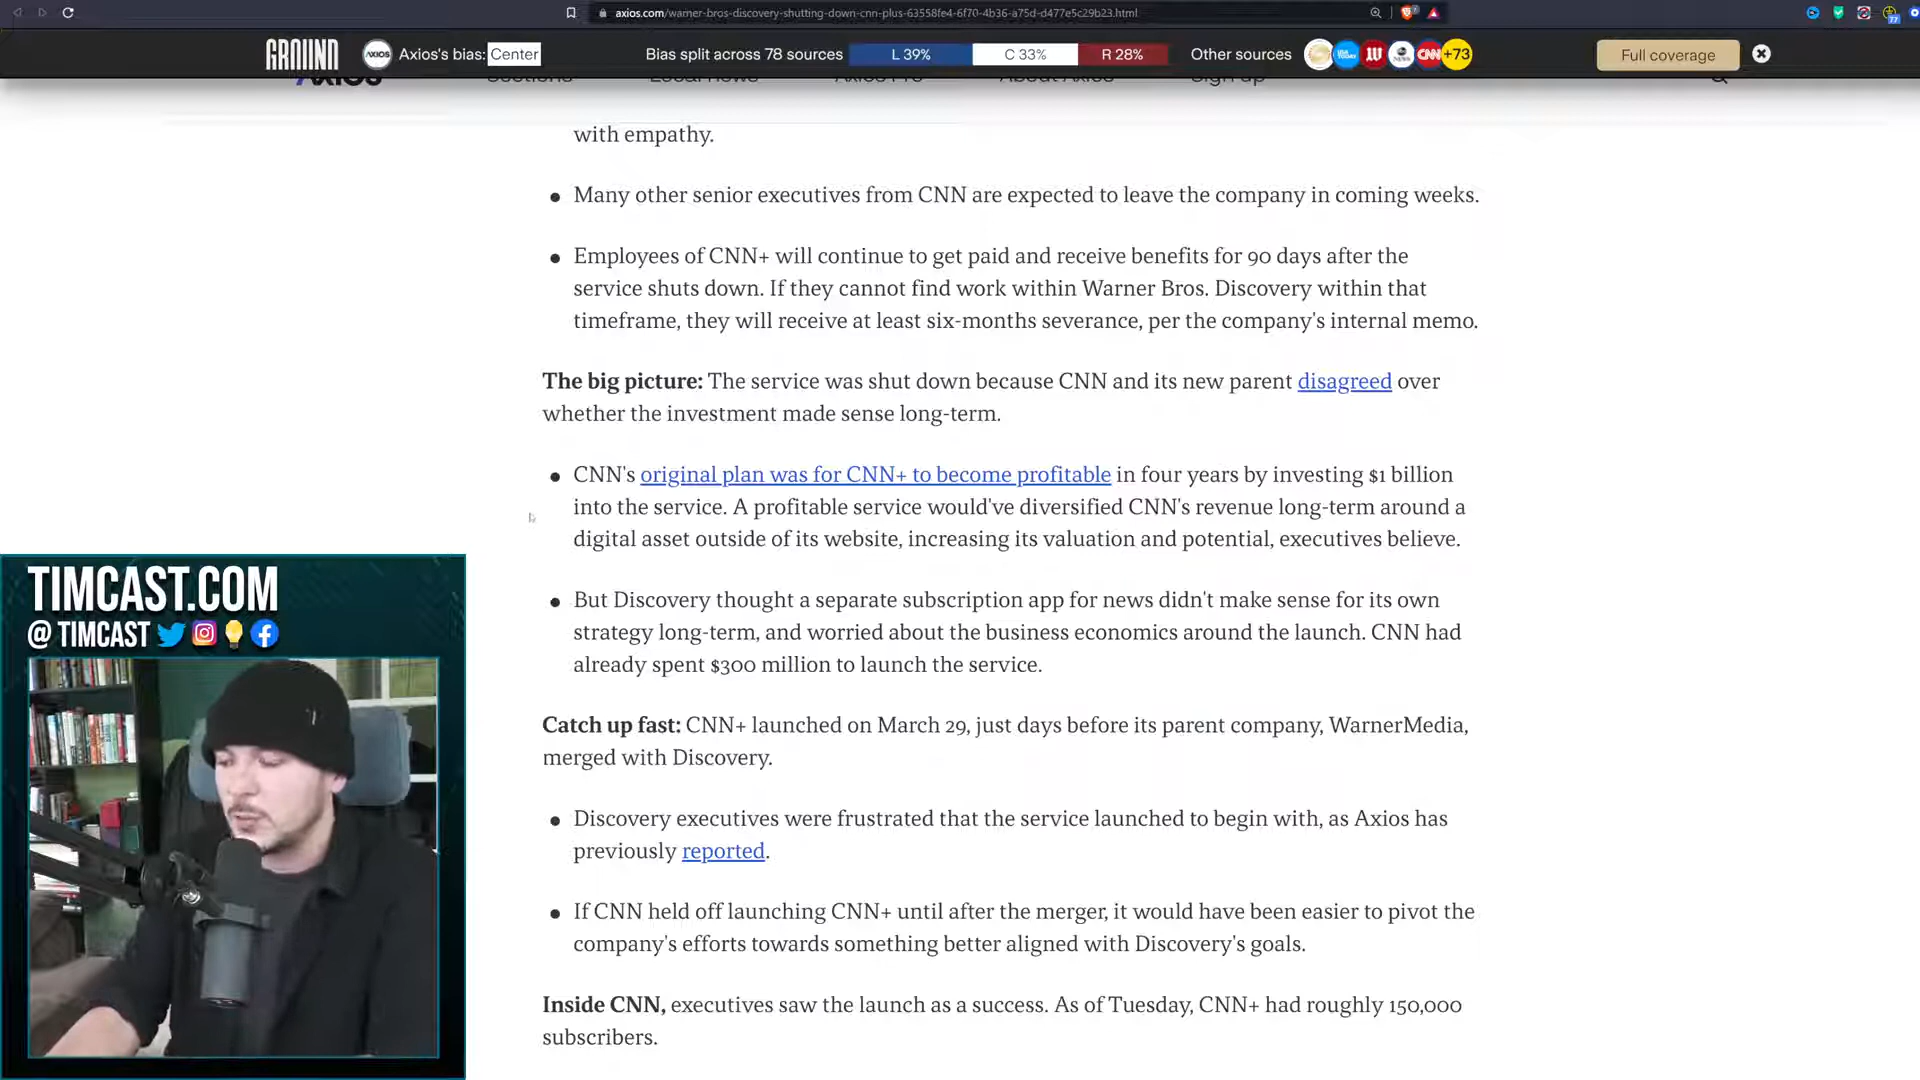 axios.com/warner-bros-discovery-shutting-down-cnn-plus-63558fe4-6f70-4b36-a75d-d477e5c29b23.html
77
GROUND
AXIOS
Axios's bias: Center
Bias split across 78 sources
L 39%
C 33%
R 28%
Other sources
USA TODAY
CNN
+73
Full coverage
with empathy.
● Many other senior executives from CNN are expected to leave the company in coming weeks.
● Employees of CNN+ will continue to get paid and receive benefits for 90 days after the
service shuts down. If they cannot find work within Warner Bros. Discovery within that
timeframe, they will receive at least six-months severance, per the company's internal memo.
The big picture: The service was shut down because CNN and its new parent disagreed over
whether the investment made sense long-term.
● CNN's original plan was for CNN+ to become profitable in four years by investing $1 billion
into the service. A profitable service would've diversified CNN's revenue long-term around a
digital asset outside of its website, increasing its valuation and potential, executives believe.
● But Discovery thought a separate subscription app for news didn't make sense for its own
strategy long-term, and worried about the business economics around the launch. CNN had
already spent $300 million to launch the service.
Catch up fast: CNN+ launched on March 29, just days before its parent company, WarnerMedia,
merged with Discovery.
● Discovery executives were frustrated that the service launched to begin with, as Axios has
previously reported.
● If CNN held off launching CNN+ until after the merger, it would have been easier to pivot the
company's efforts towards something better aligned with Discovery's goals.
Inside CNN, executives saw the launch as a success. As of Tuesday, CNN+ had roughly 150,000
subscribers.
TIMCAST.COM
@ TIMCAST